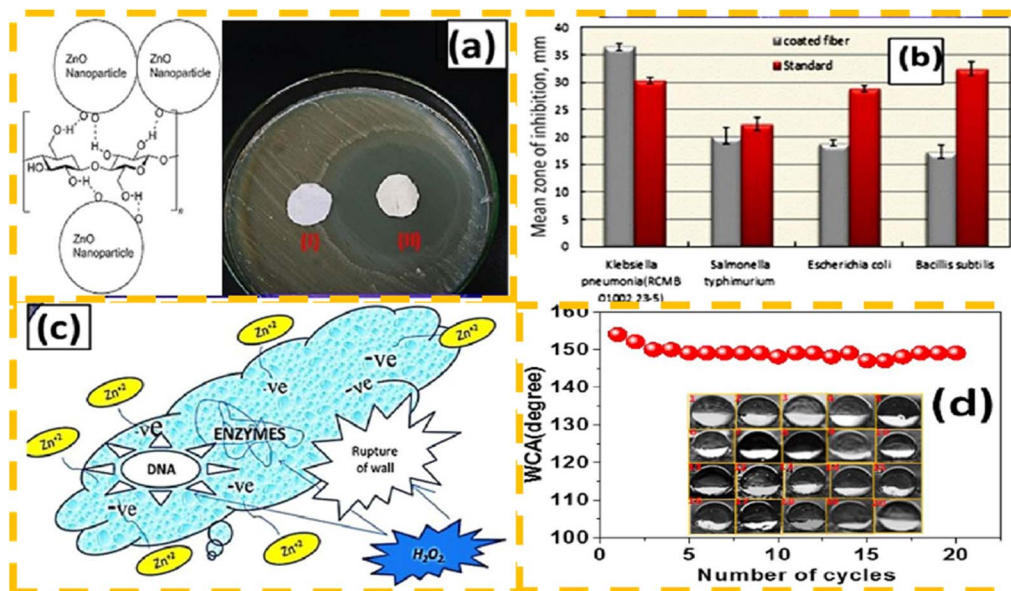 ZnO
Nanoparticle
ZnO
Nanoparticle
O-H
H
HO
O
O-H
n
ZnO
Nanoparticle
(a)
(I)
(II)
(b)
coated fiber
Standard
Mean zone of inhibition, mm
40
35
30
25
20
15
10
5
0
Klebsiella
pneumonia(RCMB
01002 23-5)
Salmonella
typhimurium
Escherichia coli
Bacillis subtilis
(c)
Zn+2
Zn+2
Zn+2
Zn+2
Zn+2
Zn+2
-ve
-ve
-ve
-ve
-ve
-ve
ENZYMES
DNA
Rupture
of wall
H2O2
(d)
WCA(degree)
160
150
140
130
120
110
100
0
5
10
15
20
Number of cycles